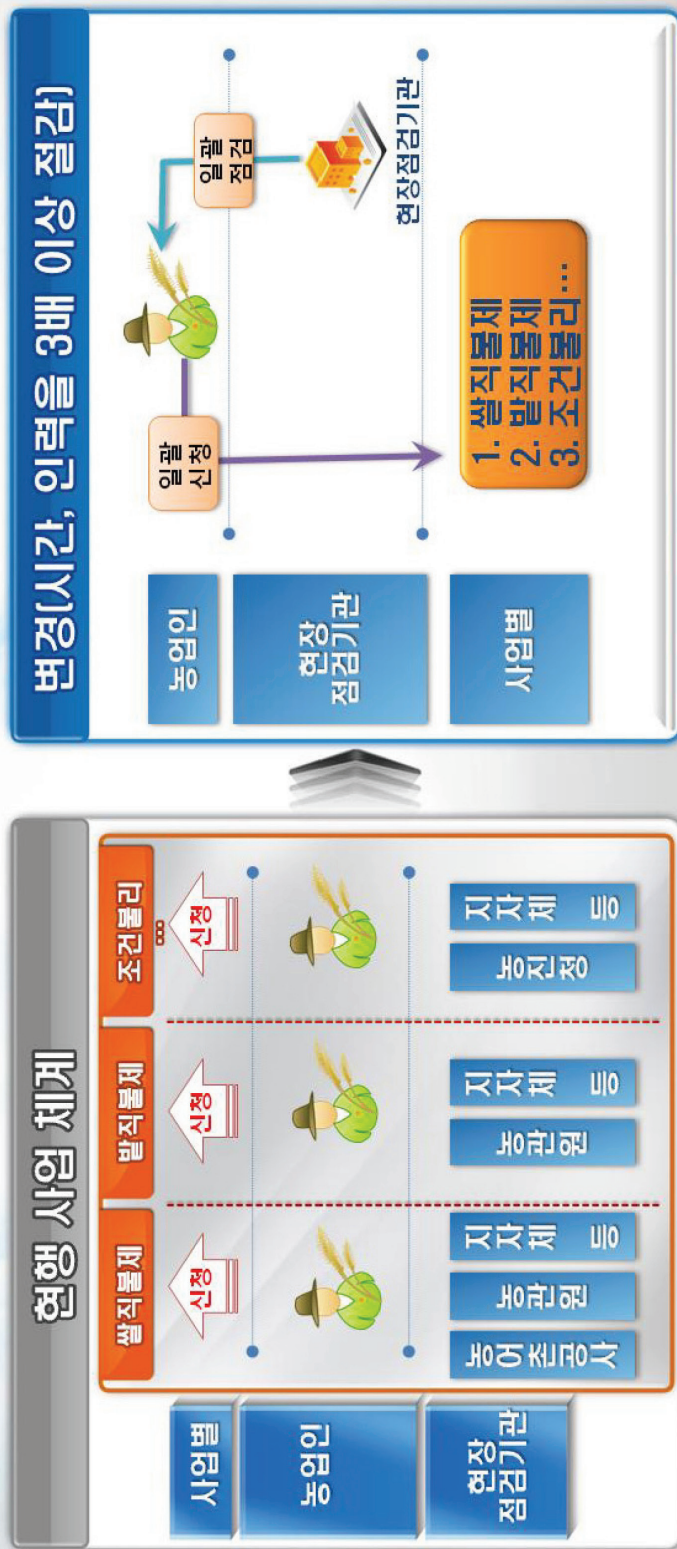 현행 사업 체계
사업별
쌀직불제
밭직불제
조건불리
...
신청
신청
신청
농업인
현장
점검기관
농어촌공사
농관원
지자체 등
농관원
지자체 등
농진청
지자체 등
변경(시간, 인력을 3배 이상 절감)
농업인
일괄
신청
일괄
점검
현장
점검기관
현장점검기관
사업별
1. 쌀직불제
2. 밭직불제
3. 조건불리...